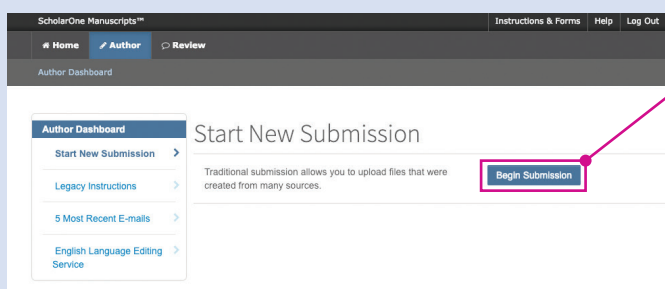 ScholarOne Manuscripts™
Instructions & Forms Help Log Out
Home Author Review
Author Dashboard
Author Dashboard
Start New Submission
Legacy Instructions
5 Most Recent E-mails
English Language Editing
Service
Start New Submission
Traditional submission allows you to upload files that were
created from many sources.
Begin Submission